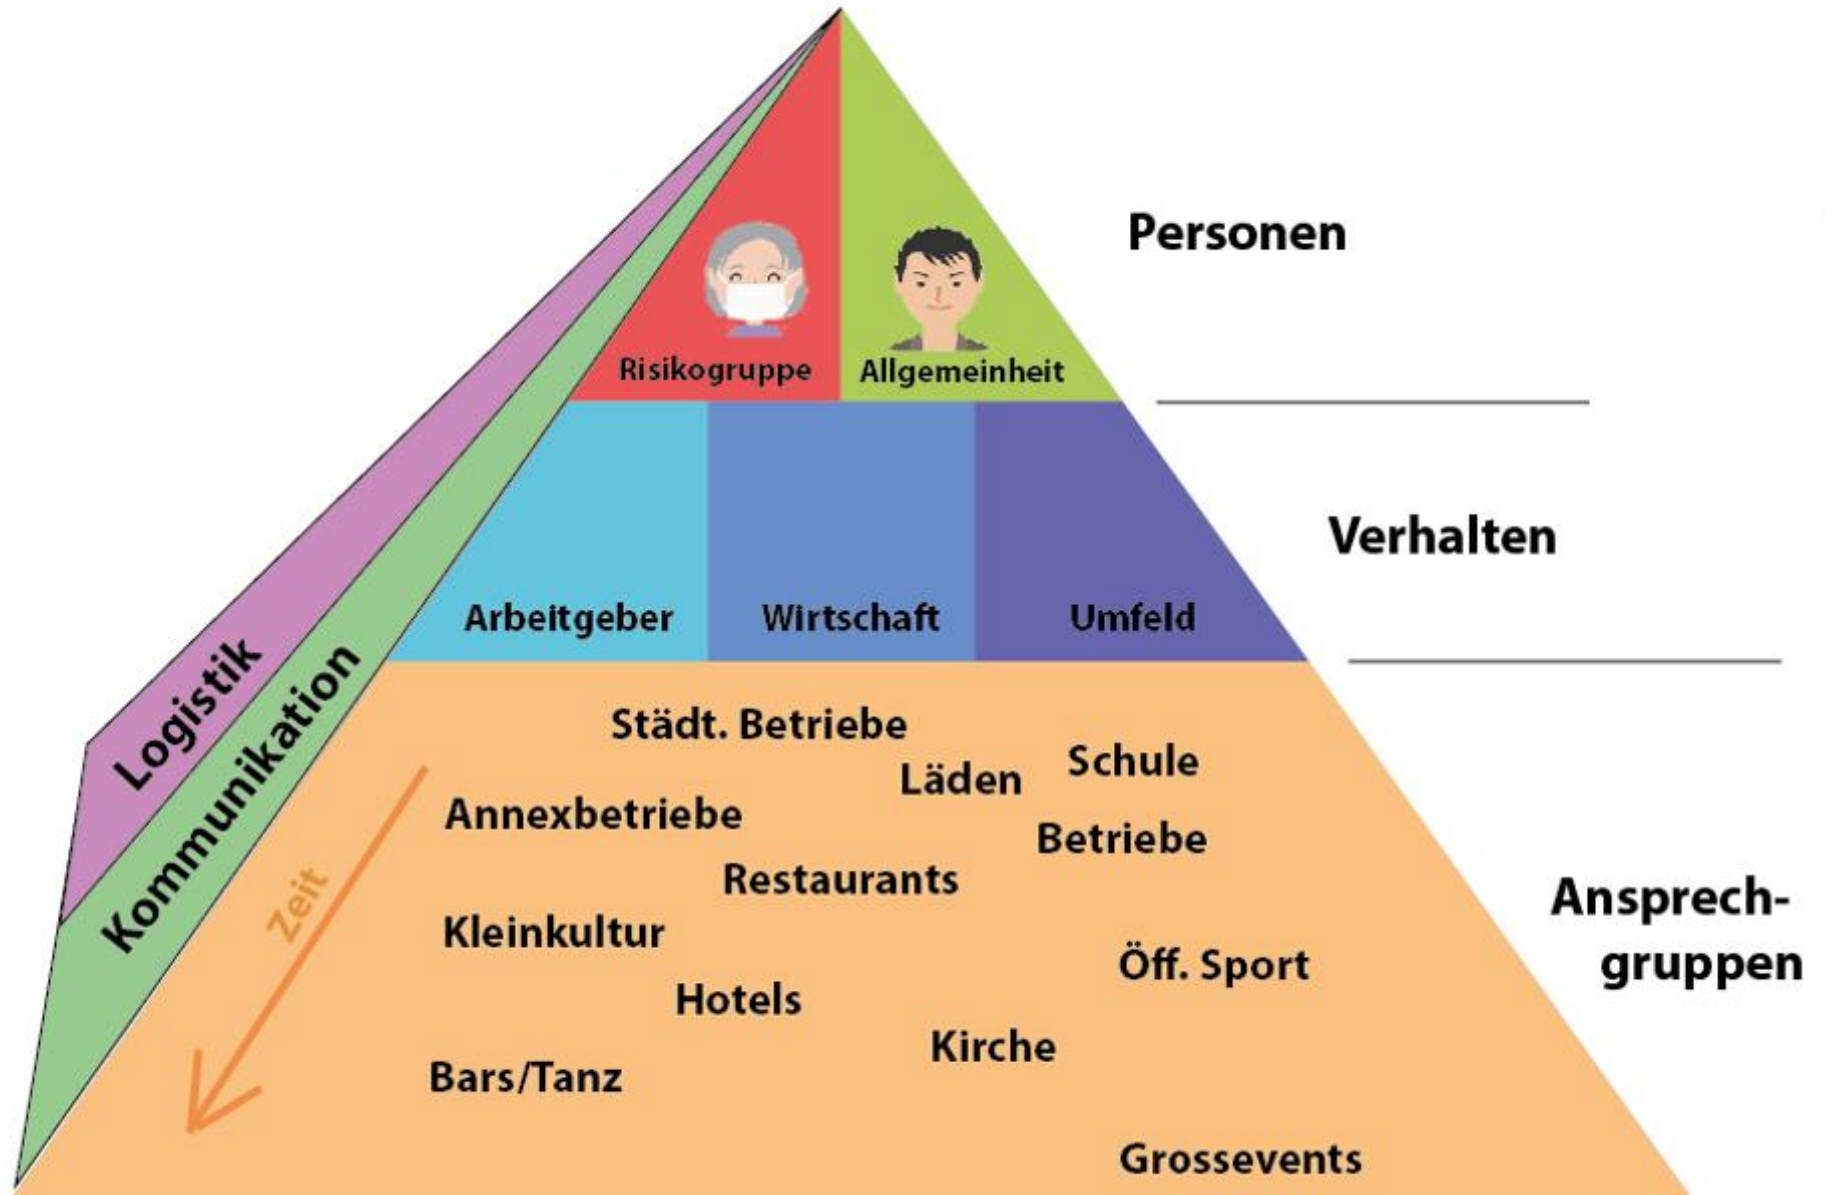 Personen
Risikogruppe
Allgemeinheit
Verhalten
Arbeitgeber
Wirtschaft
Umfeld
Logistik
Kommunikation
Zeit
Städt. Betriebe
Schule
Läden
Annexbetriebe
Betriebe
Restaurants
Ansprech-
gruppen
Kleinkultur
Öff. Sport
Hotels
Kirche
Bars/Tanz
Grossevents